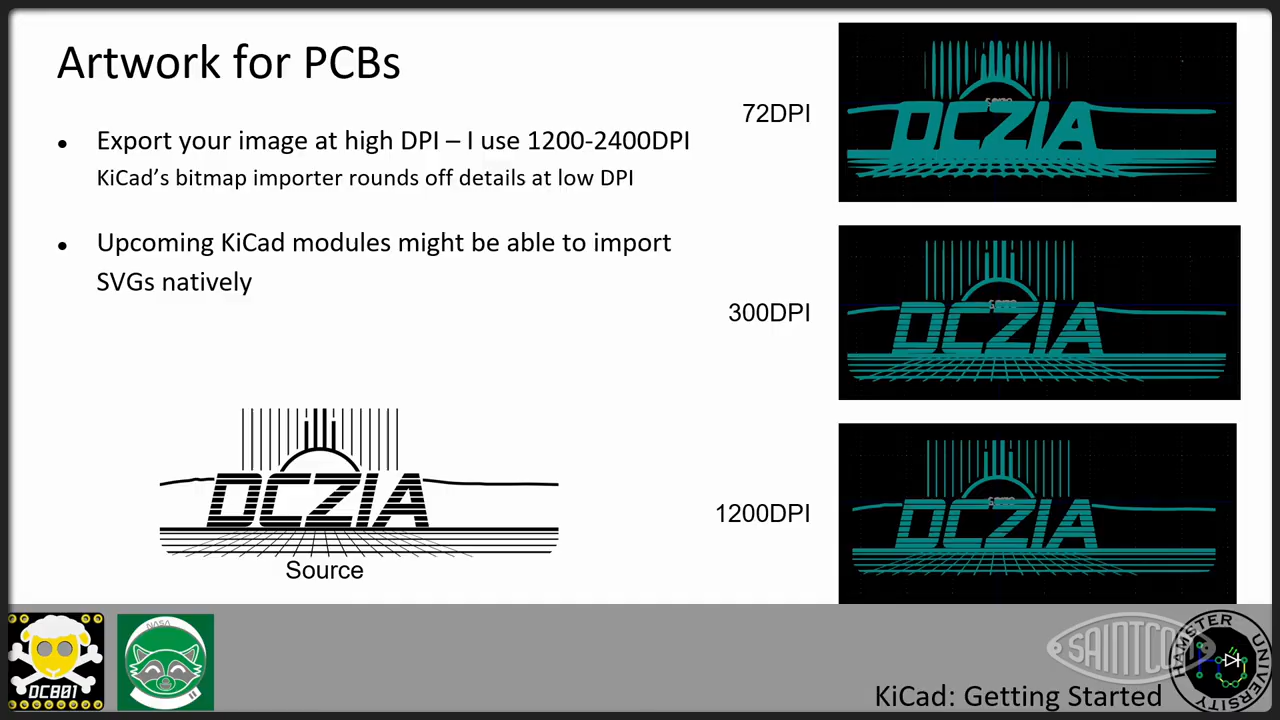 Artwork for PCBs
● Export your image at high DPI – I use 1200-2400DPI
KiCad’s bitmap importer rounds off details at low DPI
● Upcoming KiCad modules might be able to import
SVGs natively
72DPI
DCZIA
300DPI
DCZIA
1200DPI
DCZIA
DCZIA
Source
DC801
NASA
SAINTCO
HAMSTER UNIVERSITY
KiCad: Getting Started